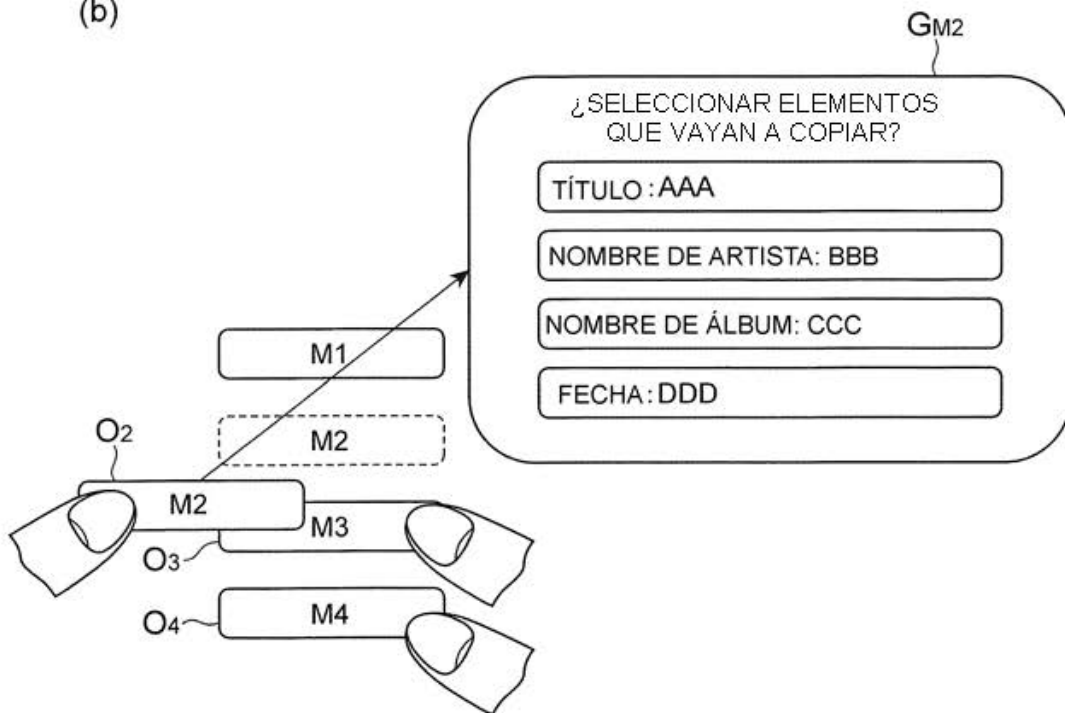 (b)
GM2
¿SELECCIONAR ELEMENTOS
QUE VAYAN A COPIAR?
TÍTULO : AAA
NOMBRE DE ARTISTA: BBB
NOMBRE DE ÁLBUM: CCC
FECHA : DDD
M1
M2
O2
M2
M3
O3
M4
O4